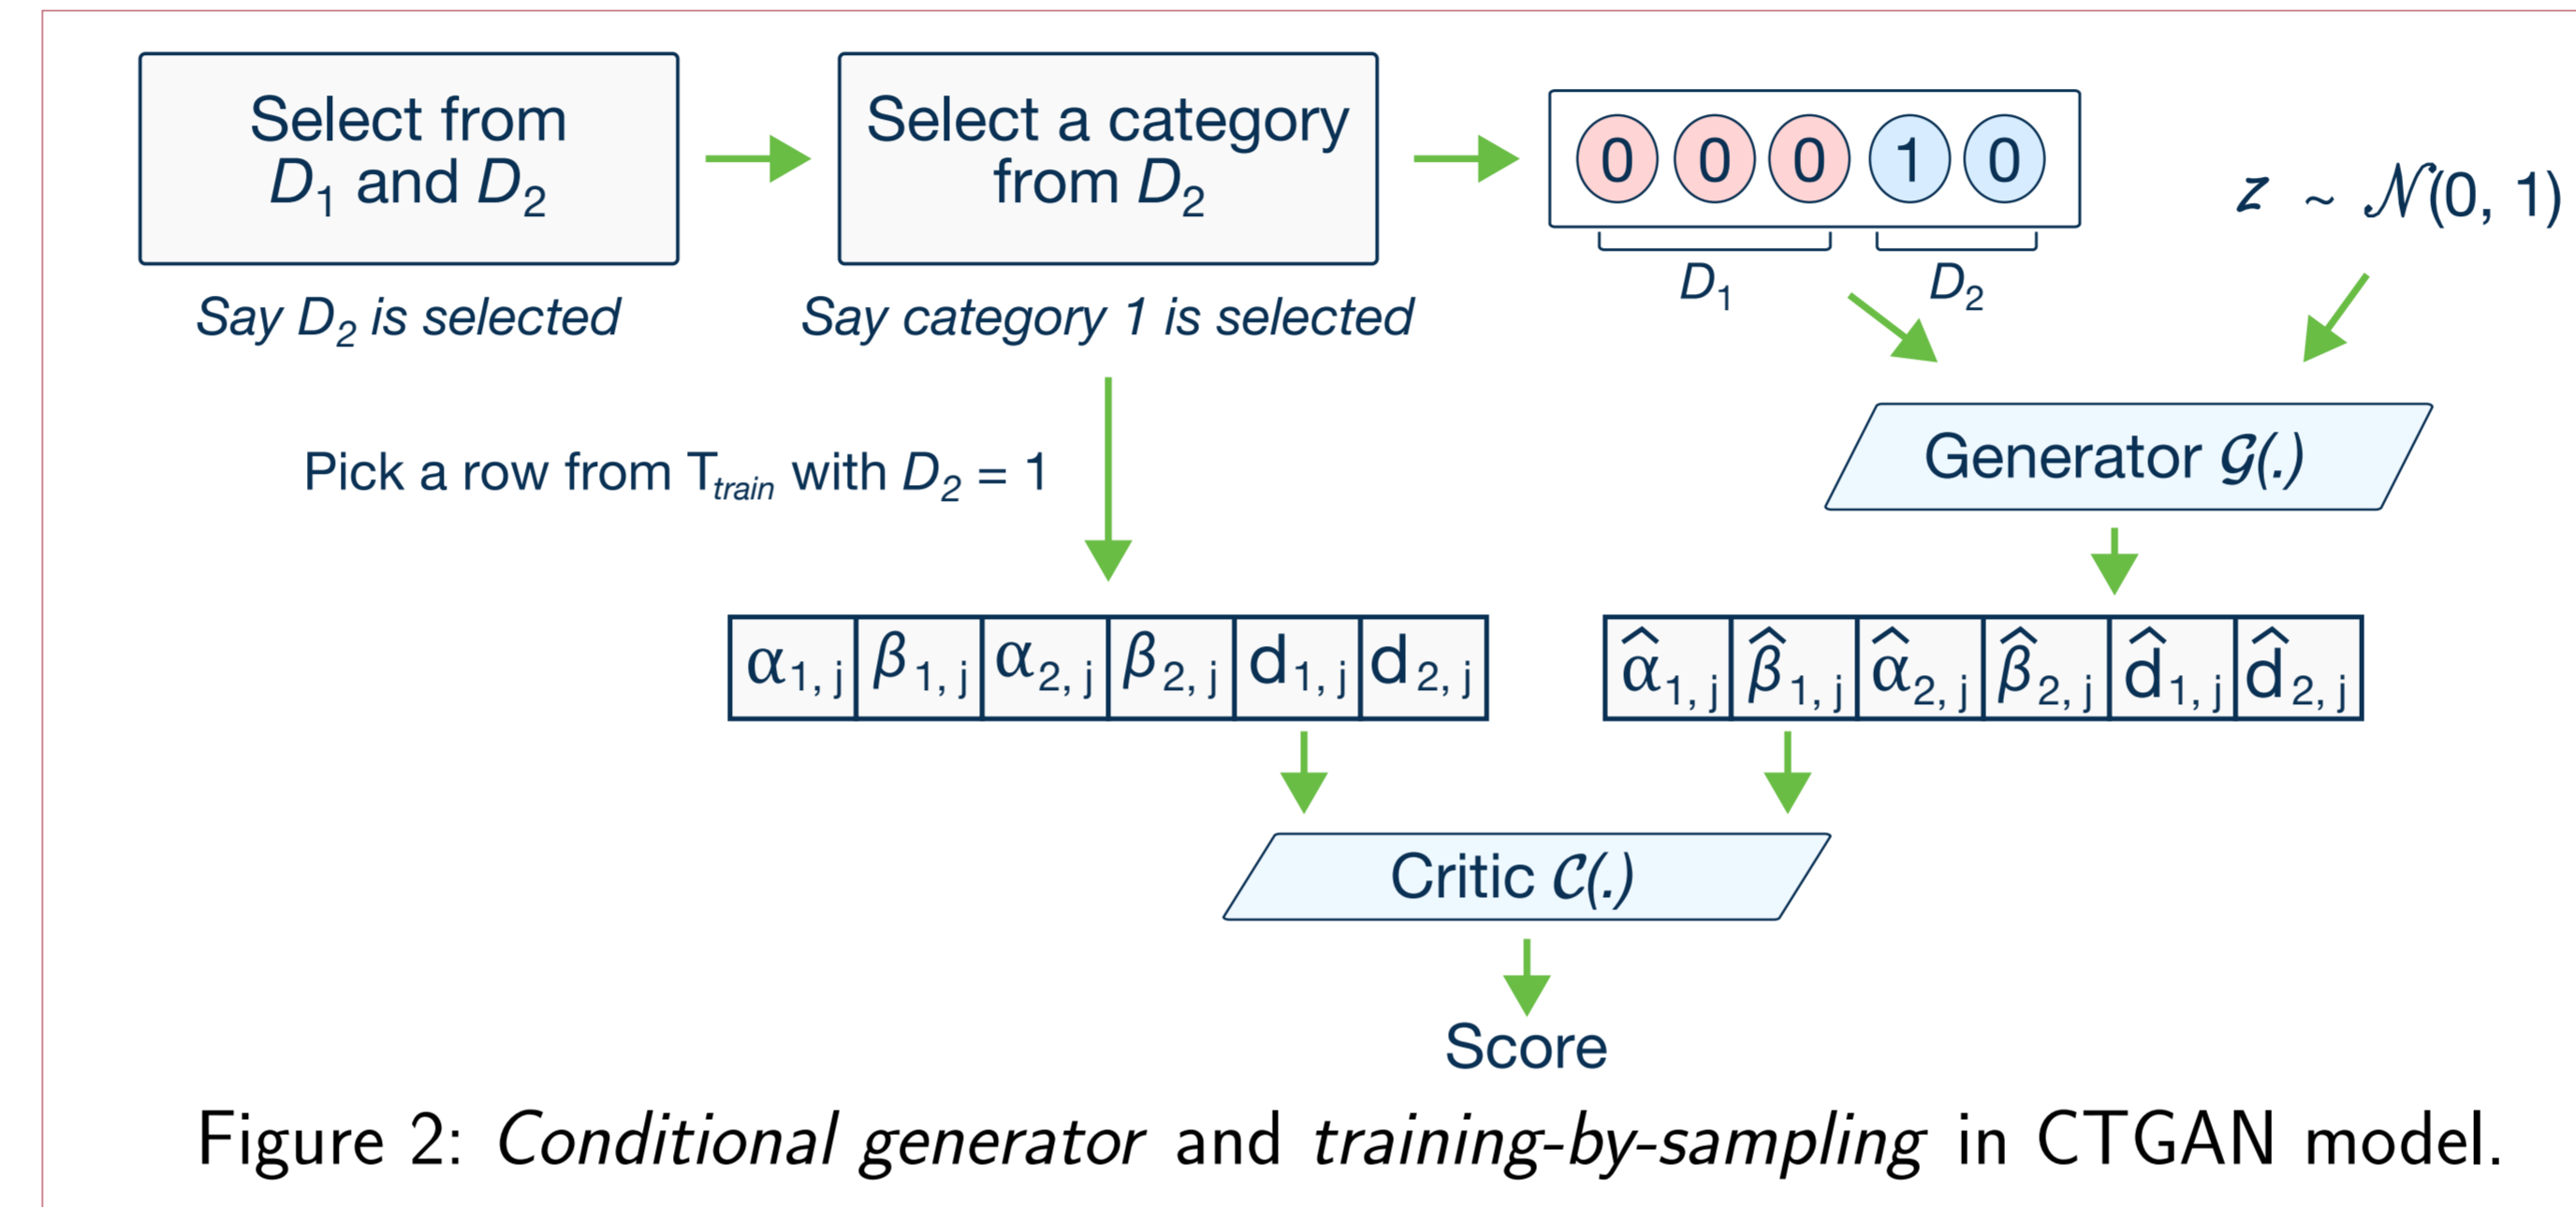 Select from
D₁ and D₂
Select a category
from D₂
0 0 0 1 0
z ~ 𝒩(0, 1)
D₁
D₂
Say D₂ is selected
Say category 1 is selected
Pick a row from T_train with D₂ = 1
Generator 𝒢(.)
α₁, j β₁, j α₂, j β₂, j d₁, j d₂, j
α̂₁, j β̂₁, j α̂₂, j β̂₂, j d̂₁, j d̂₂, j
Critic 𝒞(.)
Score
Figure 2: Conditional generator and training-by-sampling in CTGAN model.